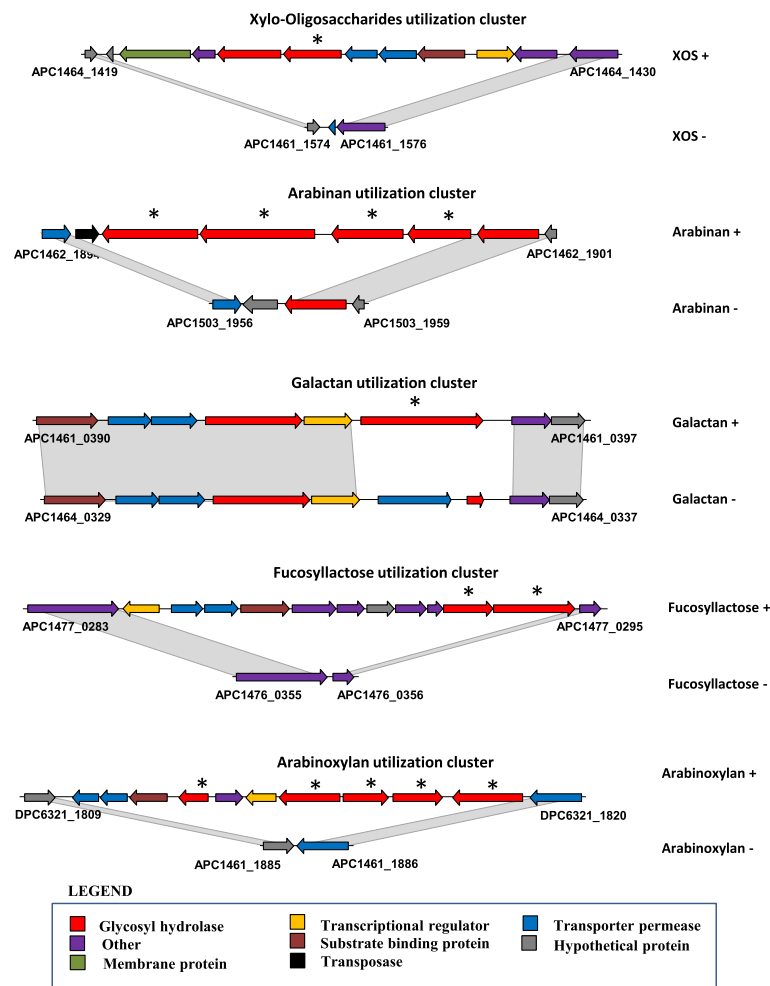 Xylo-Oligosaccharides utilization cluster
*
XOS +
APC1464_1419
APC1464_1430
APC1461_1574
APC1461_1576
XOS -
Arabinan utilization cluster
* * * *
Arabinan +
APC1462_1894
APC1462_1901
Arabinan -
APC1503_1956
APC1503_1959
Galactan utilization cluster
*
Galactan +
APC1461_0390
APC1461_0397
Galactan -
APC1464_0329
APC1464_0337
Fucosyllactose utilization cluster
* *
Fucosyllactose +
APC1477_0283
APC1477_0295
Fucosyllactose -
APC1476_0355
APC1476_0356
Arabinoxylan utilization cluster
Arabinoxylan +
* * * * *
DPC6321_1809
DPC6321_1820
Arabinoxylan -
APC1461_1885
APC1461_1886
LEGEND
Glycosyl hydrolase
Transcriptional regulator
Transporter permease
Other
Substrate binding protein
Hypothetical protein
Membrane protein
Transposase